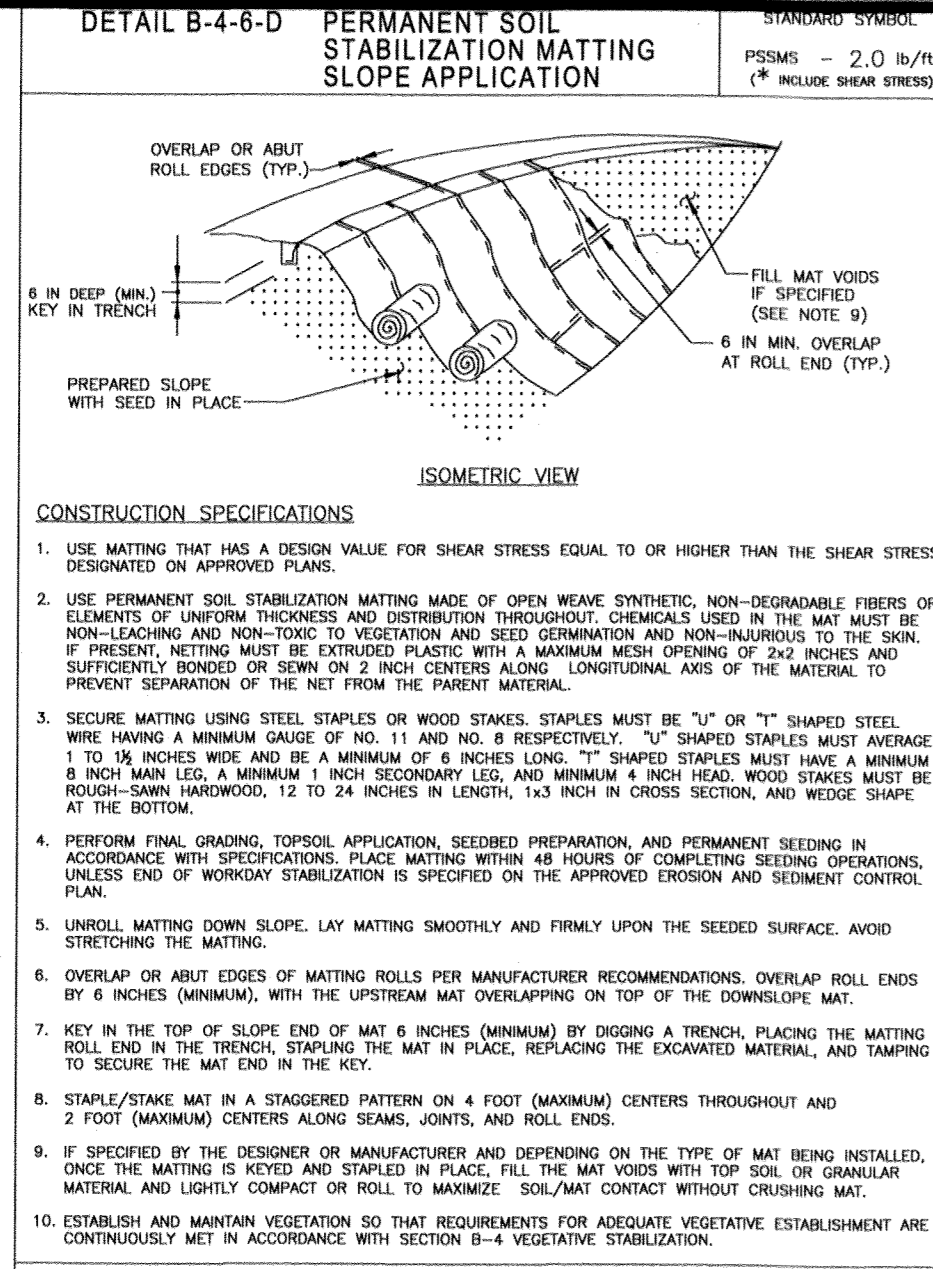 DETAIL B-4-6-D PERMANENT SOIL
STABILIZATION MATTING
SLOPE APPLICATION
STANDARD SYMBOL
PSSMS - 2.0 lb/ft
(* INCLUDE SHEAR STRESS)
OVERLAP OR ABUT
ROLL EDGES (TYP.)
6 IN DEEP (MIN.)
KEY IN TRENCH
PREPARED SLOPE
WITH SEED IN PLACE
FILL MAT VOIDS
IF SPECIFIED
(SEE NOTE 9)
6 IN MIN. OVERLAP
AT ROLL END (TYP.)
ISOMETRIC VIEW
CONSTRUCTION SPECIFICATIONS
1. USE MATTING THAT HAS A DESIGN VALUE FOR SHEAR STRESS EQUAL TO OR HIGHER THAN THE SHEAR STRESS
DESIGNATED ON APPROVED PLANS.
2. USE PERMANENT SOIL STABILIZATION MATTING MADE OF OPEN WEAVE SYNTHETIC, NON-DEGRADABLE FIBERS OR
ELEMENTS OF UNIFORM THICKNESS AND DISTRIBUTION THROUGHOUT. CHEMICALS USED IN THE MAT MUST BE
NON-LEACHING AND NON-TOXIC TO VEGETATION AND SEED GERMINATION AND NON-INJURIOUS TO THE SKIN.
IF PRESENT, NETTING MUST BE EXTRUDED PLASTIC WITH A MAXIMUM MESH OPENING OF 2x2 INCHES AND
SUFFICIENTLY BONDED OR SEWN ON 2 INCH CENTERS ALONG LONGITUDINAL AXIS OF THE MATERIAL TO
PREVENT SEPARATION OF THE NET FROM THE PARENT MATERIAL.
3. SECURE MATTING USING STEEL STAPLES OR WOOD STAKES. STAPLES MUST BE "U" OR "T" SHAPED STEEL
WIRE HAVING A MINIMUM GAUGE OF NO. 11 AND NO. 8 RESPECTIVELY. "U" SHAPED STAPLES MUST AVERAGE
1 TO 1½ INCHES WIDE AND BE A MINIMUM OF 6 INCHES LONG. "T" SHAPED STAPLES MUST HAVE A MINIMUM
8 INCH MAIN LEG, A MINIMUM 1 INCH SECONDARY LEG, AND MINIMUM 4 INCH HEAD. WOOD STAKES MUST BE
ROUGH-SAWN HARDWOOD, 12 TO 24 INCHES IN LENGTH, 1x3 INCH IN CROSS SECTION, AND WEDGE SHAPE
AT THE BOTTOM.
4. PERFORM FINAL GRADING, TOPSOIL APPLICATION, SEEDBED PREPARATION, AND PERMANENT SEEDING IN
ACCORDANCE WITH SPECIFICATIONS. PLACE MATTING WITHIN 48 HOURS OF COMPLETING SEEDING OPERATIONS,
UNLESS END OF WORKDAY STABILIZATION IS SPECIFIED ON THE APPROVED EROSION AND SEDIMENT CONTROL
PLAN.
5. UNROLL MATTING DOWN SLOPE. LAY MATTING SMOOTHLY AND FIRMLY UPON THE SEEDED SURFACE. AVOID
STRETCHING THE MATTING.
6. OVERLAP OR ABUT EDGES OF MATTING ROLLS PER MANUFACTURER RECOMMENDATIONS. OVERLAP ROLL ENDS
BY 6 INCHES (MINIMUM), WITH THE UPSTREAM MAT OVERLAPPING ON TOP OF THE DOWNSLOPE MAT.
7. KEY IN THE TOP OF SLOPE END OF MAT 6 INCHES (MINIMUM) BY DIGGING A TRENCH, PLACING THE MATTING
ROLL END IN THE TRENCH, STAPLING THE MAT IN PLACE, REPLACING THE EXCAVATED MATERIAL, AND TAMPING
TO SECURE THE MAT END IN THE KEY.
8. STAPLE/STAKE MAT IN A STAGGERED PATTERN ON 4 FOOT (MAXIMUM) CENTERS THROUGHOUT AND
2 FOOT (MAXIMUM) CENTERS ALONG SEAMS, JOINTS, AND ROLL ENDS.
9. IF SPECIFIED BY THE DESIGNER OR MANUFACTURER AND DEPENDING ON THE TYPE OF MAT BEING INSTALLED,
ONCE THE MATTING IS KEYED AND STAPLED IN PLACE, FILL THE MAT VOIDS WITH TOP SOIL OR GRANULAR
MATERIAL AND LIGHTLY COMPACT OR ROLL TO MAXIMIZE SOIL/MAT CONTACT WITHOUT CRUSHING MAT.
10. ESTABLISH AND MAINTAIN VEGETATION SO THAT REQUIREMENTS FOR ADEQUATE VEGETATIVE ESTABLISHMENT ARE
CONTINUOUSLY MET IN ACCORDANCE WITH SECTION B-4 VEGETATIVE STABILIZATION.